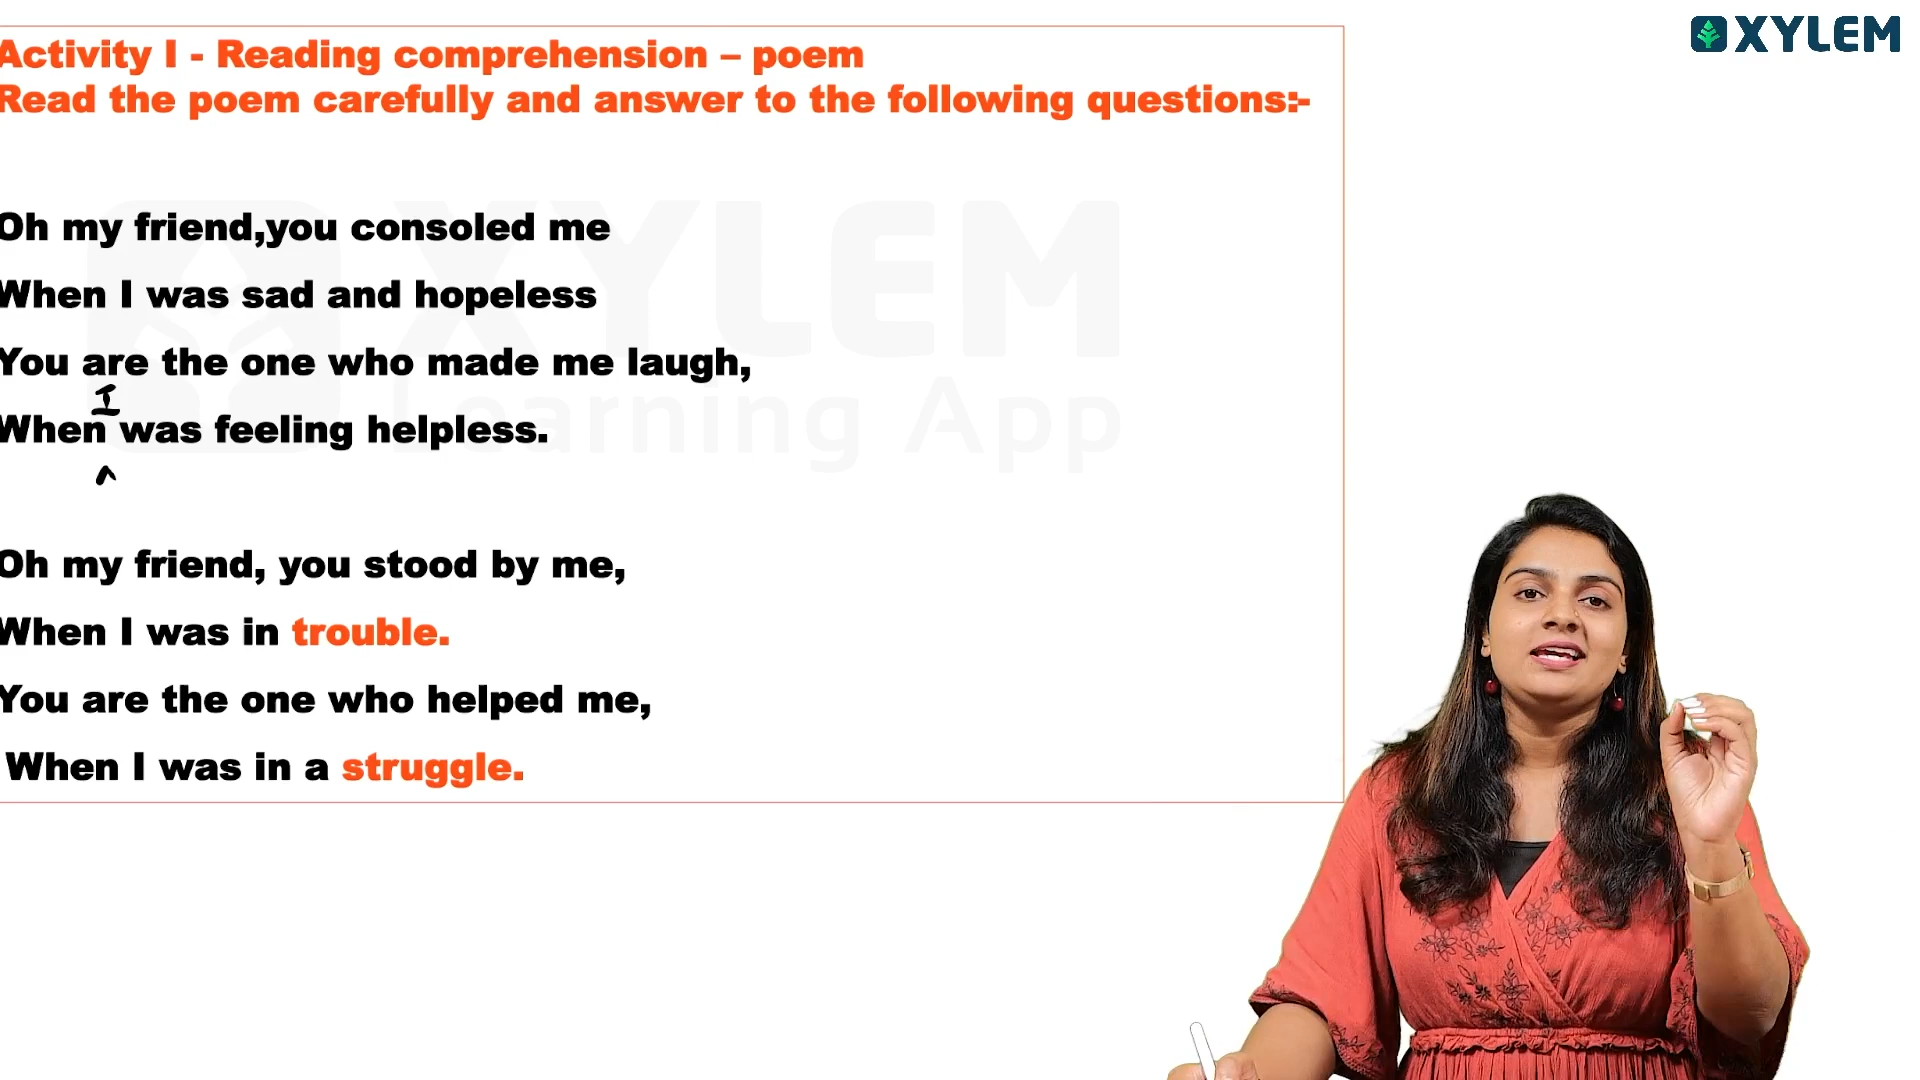 XYLEM
Activity I - Reading comprehension – poem
Read the poem carefully and answer to the following questions:-
Oh my friend,you consoled me
When I was sad and hopeless
You are the one who made me laugh,
I
When was feeling helpless.
^
Oh my friend, you stood by me,
When I was in trouble.
You are the one who helped me,
When I was in a struggle.
XYLEM
Learning App